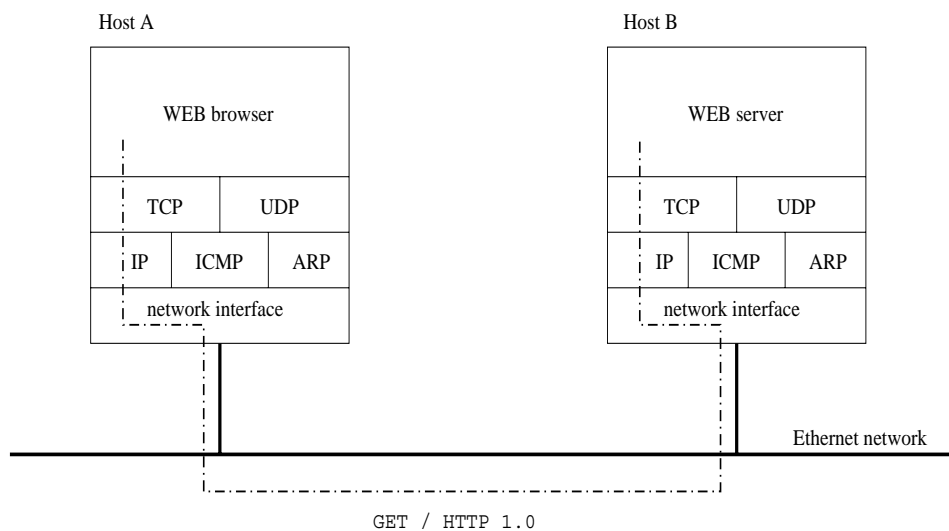 Host A
Host B
WEB browser
WEB server
TCP
UDP
TCP
UDP
IP
ICMP
ARP
IP
ICMP
ARP
network interface
network interface
Ethernet network
GET / HTTP 1.0